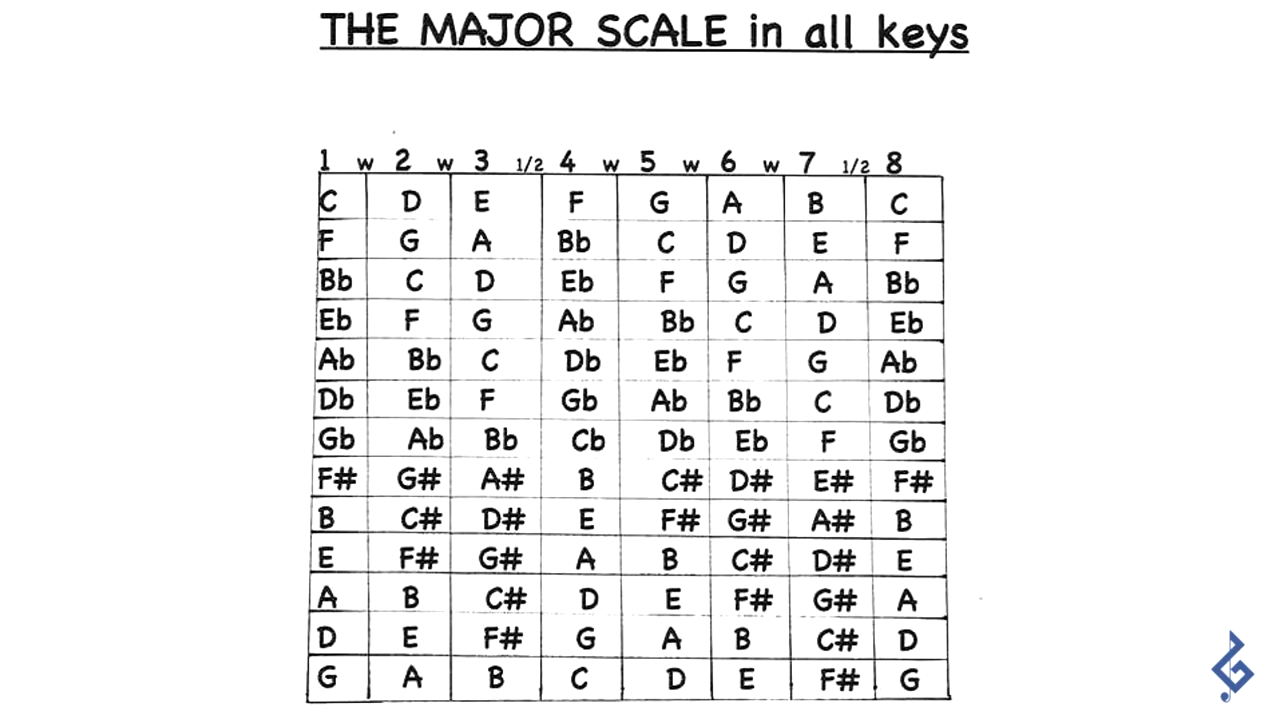 THE MAJOR SCALE in all keys
1 w 2 w 3 1/2 4 w 5 w 6 w 7 1/2 8
C D E F G A B C
F G A Bb C D E F
Bb C D Eb F G A Bb
Eb F G Ab Bb C D Eb
Ab Bb C Db Eb F G Ab
Db Eb F Gb Ab Bb C Db
Gb Ab Bb Cb Db Eb F Gb
F# G# A# B C# D# E# F#
B C# D# E F# G# A# B
E F# G# A B C# D# E
A B C# D E F# G# A
D E F# G A B C# D
G A B C D E F# G